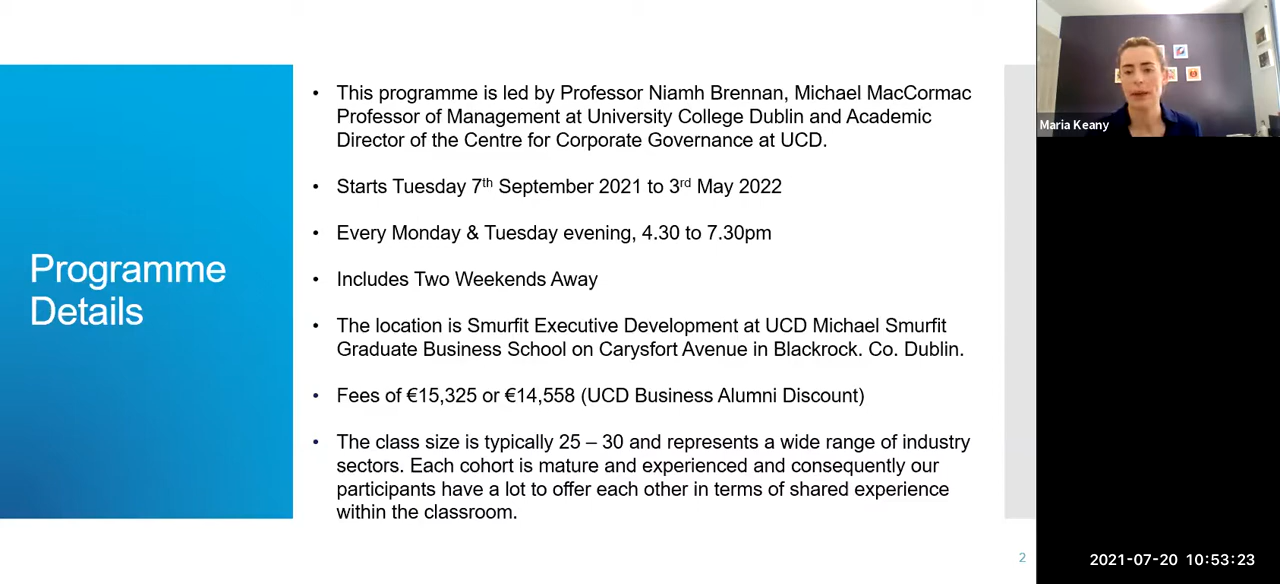 Programme
Details
• This programme is led by Professor Niamh Brennan, Michael MacCormac
Professor of Management at University College Dublin and Academic
Director of the Centre for Corporate Governance at UCD.
• Starts Tuesday 7th September 2021 to 3rd May 2022
• Every Monday & Tuesday evening, 4.30 to 7.30pm
• Includes Two Weekends Away
• The location is Smurfit Executive Development at UCD Michael Smurfit
Graduate Business School on Carysfort Avenue in Blackrock. Co. Dublin.
• Fees of €15,325 or €14,558 (UCD Business Alumni Discount)
• The class size is typically 25 – 30 and represents a wide range of industry
sectors. Each cohort is mature and experienced and consequently our
participants have a lot to offer each other in terms of shared experience
within the classroom.
2
Maria Keany
2021-07-20 10:53:23